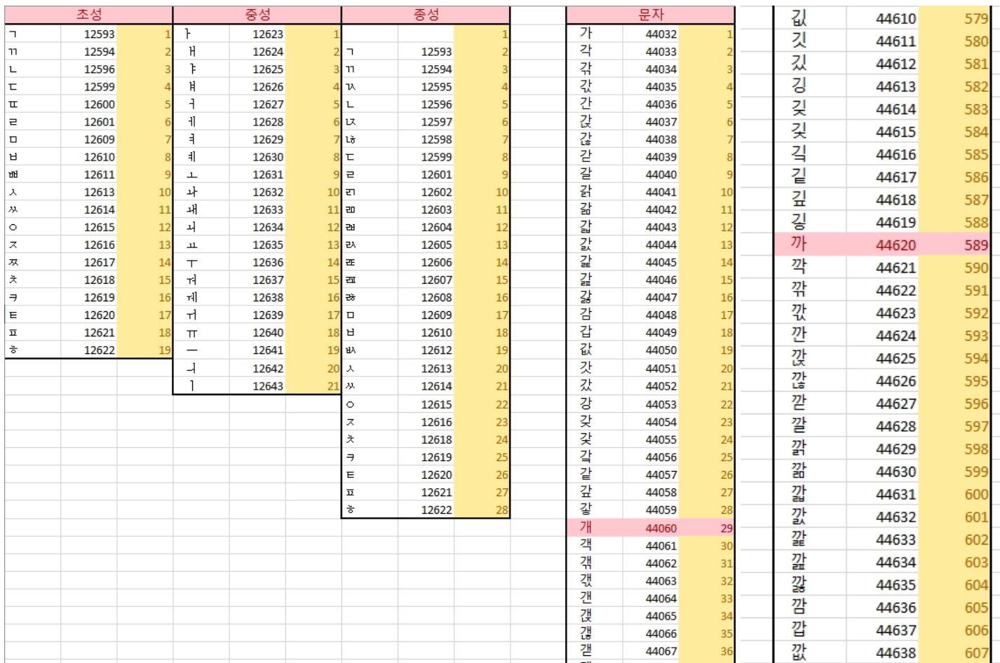 초성 중성 종성 문자
ㄱ 12593 1 ㅏ 12623 1 1 가 44032 1
ㄲ 12594 2 ㅐ 12624 2 ㄱ 12593 2 각 44033 2
ㄴ 12596 3 ㅑ 12625 3 ㄲ 12594 3 갂 44034 3
ㄷ 12599 4 ㅒ 12626 4 ㄳ 12595 4 갃 44035 4
ㄸ 12600 5 ㅓ 12627 5 ㄴ 12596 5 간 44036 5
ㄹ 12601 6 ㅔ 12628 6 ㄵ 12597 6 갅 44037 6
ㅁ 12609 7 ㅕ 12629 7 ㄶ 12598 7 갆 44038 7
ㅂ 12610 8 ㅖ 12630 8 ㄷ 12599 8 갇 44039 8
ㅃ 12611 9 ㅗ 12631 9 ㄹ 12601 9 갈 44040 9
ㅅ 12613 10 ㅘ 12632 10 ㄺ 12602 10 갉 44041 10
ㅆ 12614 11 ㅙ 12633 11 ㄻ 12603 11 갊 44042 11
ㅇ 12615 12 ㅚ 12634 12 ㄼ 12604 12 갋 44043 12
ㅈ 12616 13 ㅛ 12635 13 ㄽ 12605 13 갌 44044 13
ㅉ 12617 14 ㅜ 12636 14 ㄾ 12606 14 갍 44045 14
ㅊ 12618 15 ㅝ 12637 15 ㄿ 12607 15 갎 44046 15
ㅋ 12619 16 ㅞ 12638 16 ㅀ 12608 16 갏 44047 16
ㅌ 12620 17 ㅟ 12639 17 ㅁ 12609 17 감 44048 17
ㅍ 12621 18 ㅠ 12640 18 ㅂ 12610 18 갑 44049 18
ㅎ 12622 19 ㅡ 12641 19 ㅄ 12612 19 값 44050 19
ㅢ 12642 20 ㅅ 12613 20 갓 44051 20
ㅣ 12643 21 ㅆ 12614 21 갔 44052 21
ㅇ 12615 22 강 44053 22
ㅈ 12616 23 갖 44054 23
ㅊ 12618 24 갗 44055 24
ㅋ 12619 25 갘 44056 25
ㅌ 12620 26 같 44057 26
ㅍ 12621 27 갚 44058 27
ㅎ 12622 28 갛 44059 28
개 44060 29
객 44061 30
갞 44062 31
갟 44063 32
갠 44064 33
갡 44065 34
갢 44066 35
갣 44067 36
깂 44610 579
깃 44611 580
깄 44612 581
깅 44613 582
깆 44614 583
깇 44615 584
깈 44616 585
깉 44617 586
깊 44618 587
깋 44619 588
까 44620 589
깍 44621 590
깎 44622 591
깏 44623 592
깐 44624 593
깑 44625 594
깒 44626 595
깓 44627 596
깔 44628 597
깕 44629 598
깖 44630 599
깗 44631 600
깘 44632 601
깙 44633 602
깚 44634 603
깛 44635 604
깜 44636 605
깝 44637 606
깞 44638 607